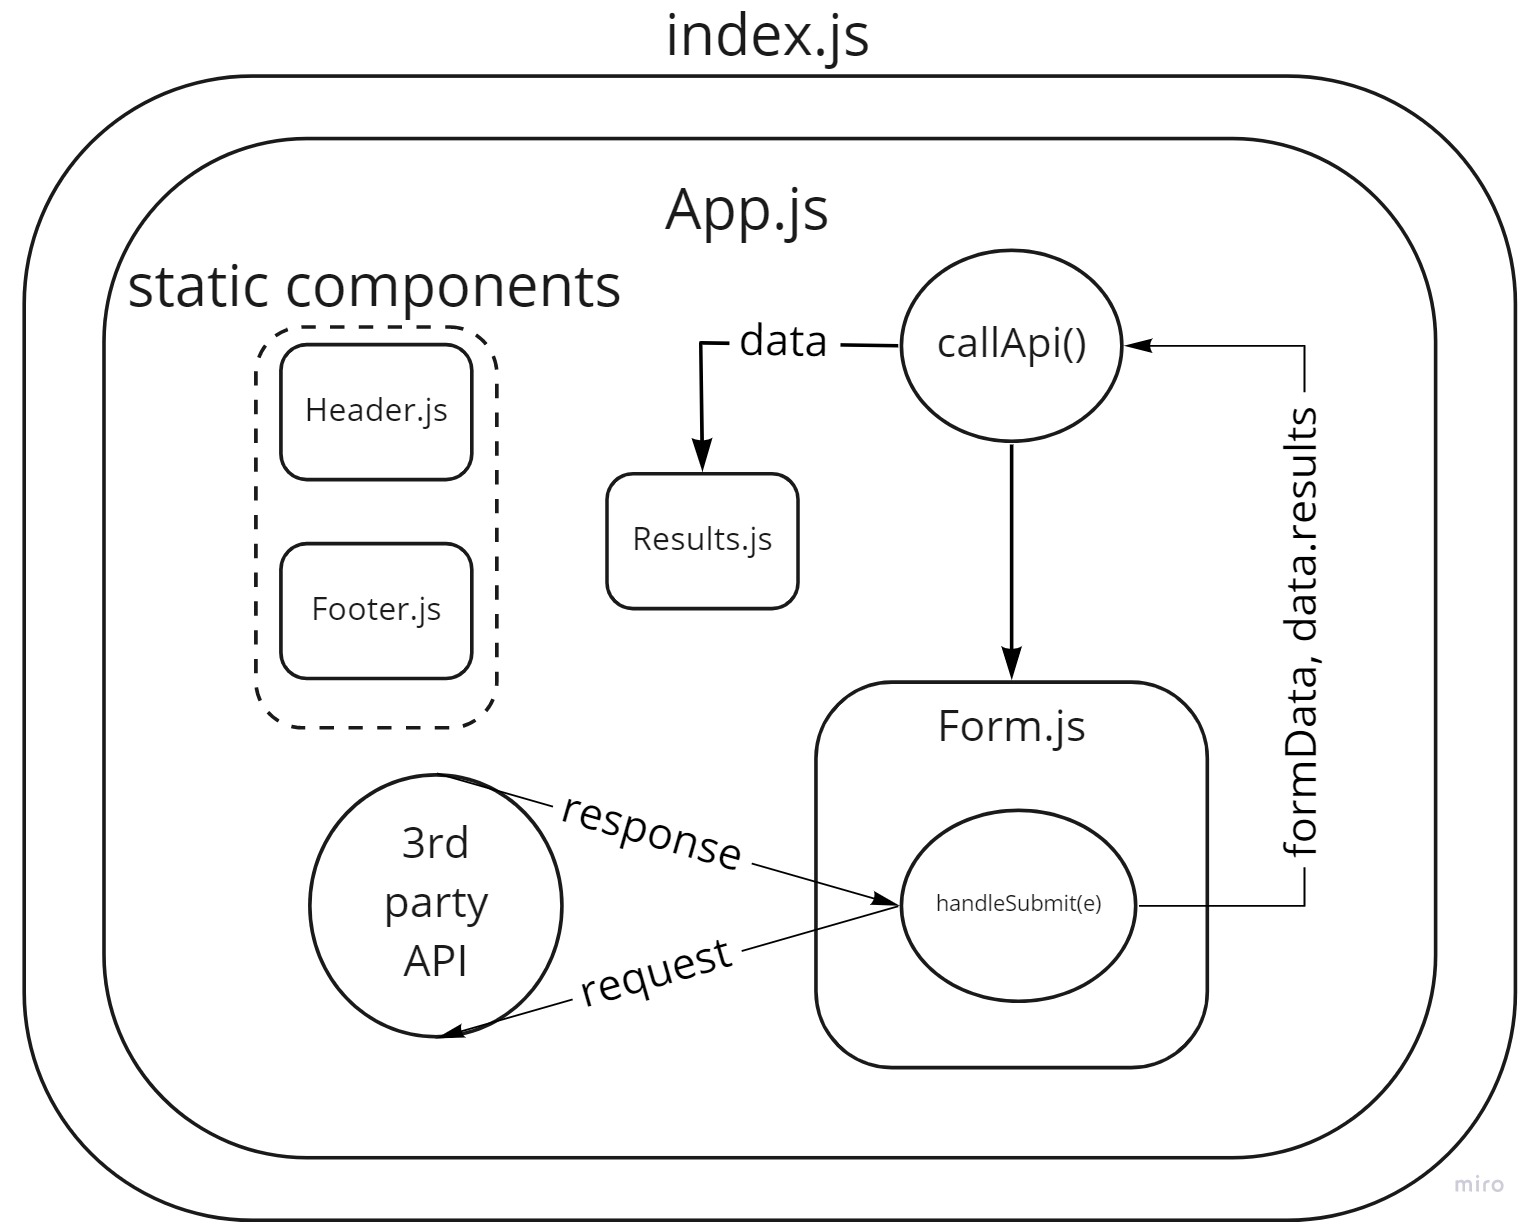 index.js
App.js
static components
Header.js
Footer.js
data
callApi()
Results.js
formData, data.results
Form.js
handleSubmit(e)
response
request
3rd
party
API
miro